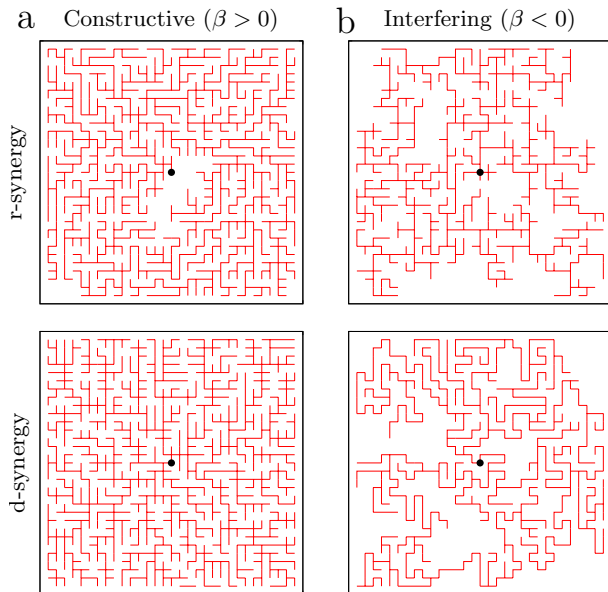 a Constructive (β > 0)
b Interfering (β < 0)
r-synergy
d-synergy